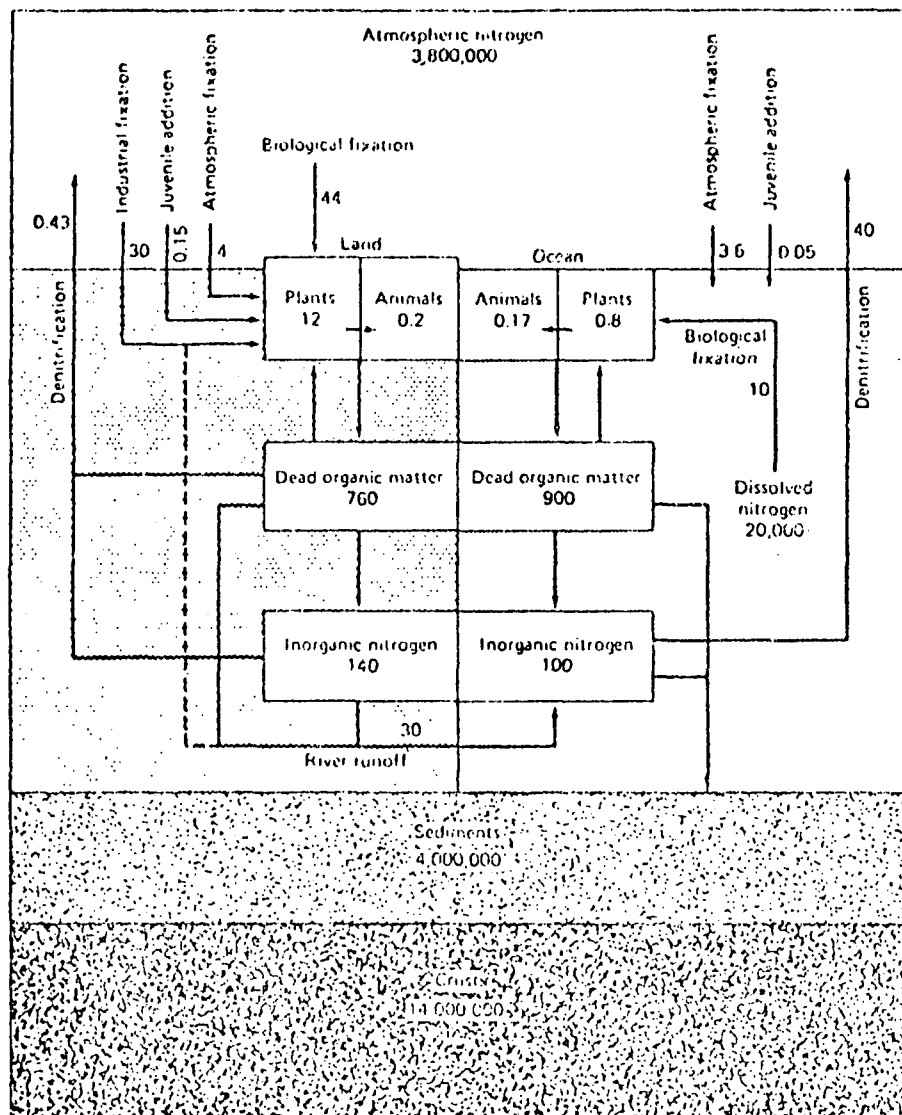 Atmospheric nitrogen
3,800,000
Industrial fixation
Juvenile addition
Atmospheric fixation
Biological fixation
Atmospheric fixation
Juvenile addition
0.43
30
0.15
4
44
3.6
0.05
40
Land
Ocean
Plants
12
Animals
0.2
Animals
0.17
Plants
0.8
Biological
fixation
10
Denitrification
Denitrification
Dead organic matter
760
Dead organic matter
900
Dissolved
nitrogen
20,000
Inorganic nitrogen
140
Inorganic nitrogen
100
30
River runoff
Sediments
4,000,000
Crust
14,000,000